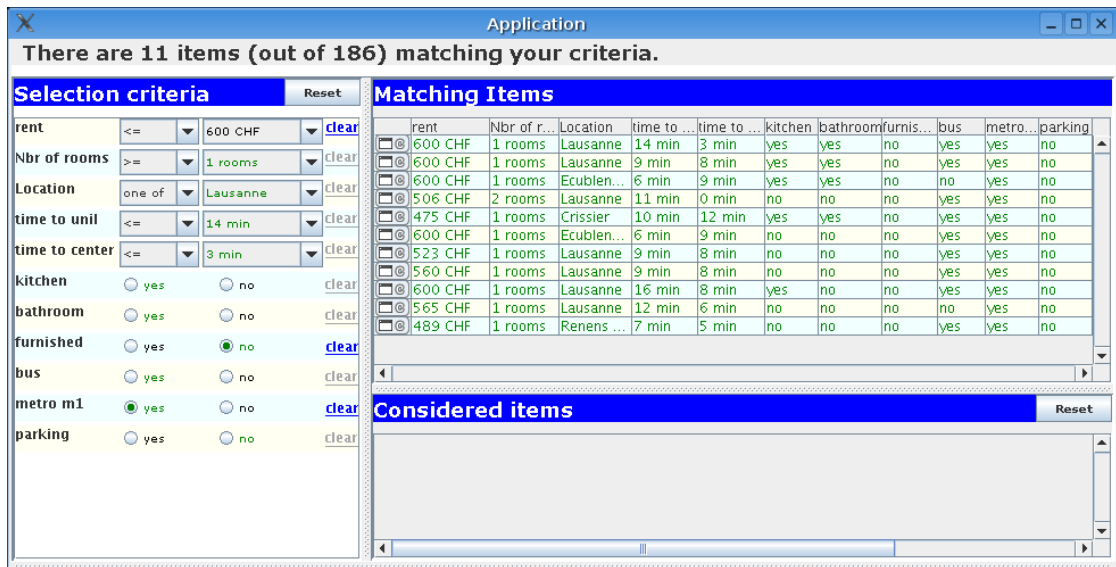 Application
There are 11 items (out of 186) matching your criteria.
Selection criteria Reset
rent <= 600 CHF clear
Nbr of rooms >= 1 rooms clear
Location one of Lausanne clear
time to unil <= 14 min clear
time to center <= 3 min clear
kitchen yes no clear
bathroom yes no clear
furnished yes no clear
bus yes no clear
metro m1 yes no clear
parking yes no clear
Matching Items
rent Nbr of r... Location time to ... time to ... kitchen bathroom furnis... bus metro... parking
600 CHF 1 rooms Lausanne 14 min 3 min yes yes no yes yes no
600 CHF 1 rooms Lausanne 9 min 8 min yes yes no yes yes no
600 CHF 1 rooms Ecublen... 6 min 9 min yes yes no no yes no
506 CHF 2 rooms Lausanne 11 min 0 min no no no yes yes no
475 CHF 1 rooms Crissier 10 min 12 min yes yes no yes yes no
600 CHF 1 rooms Ecublen... 6 min 9 min no no no yes yes no
523 CHF 1 rooms Lausanne 9 min 8 min no no no yes yes no
560 CHF 1 rooms Lausanne 9 min 8 min no no no yes yes no
600 CHF 1 rooms Lausanne 16 min 8 min yes no no yes yes no
565 CHF 1 rooms Lausanne 12 min 6 min no no no no yes no
489 CHF 1 rooms Renens ... 7 min 5 min no no no yes yes no
Considered items Reset